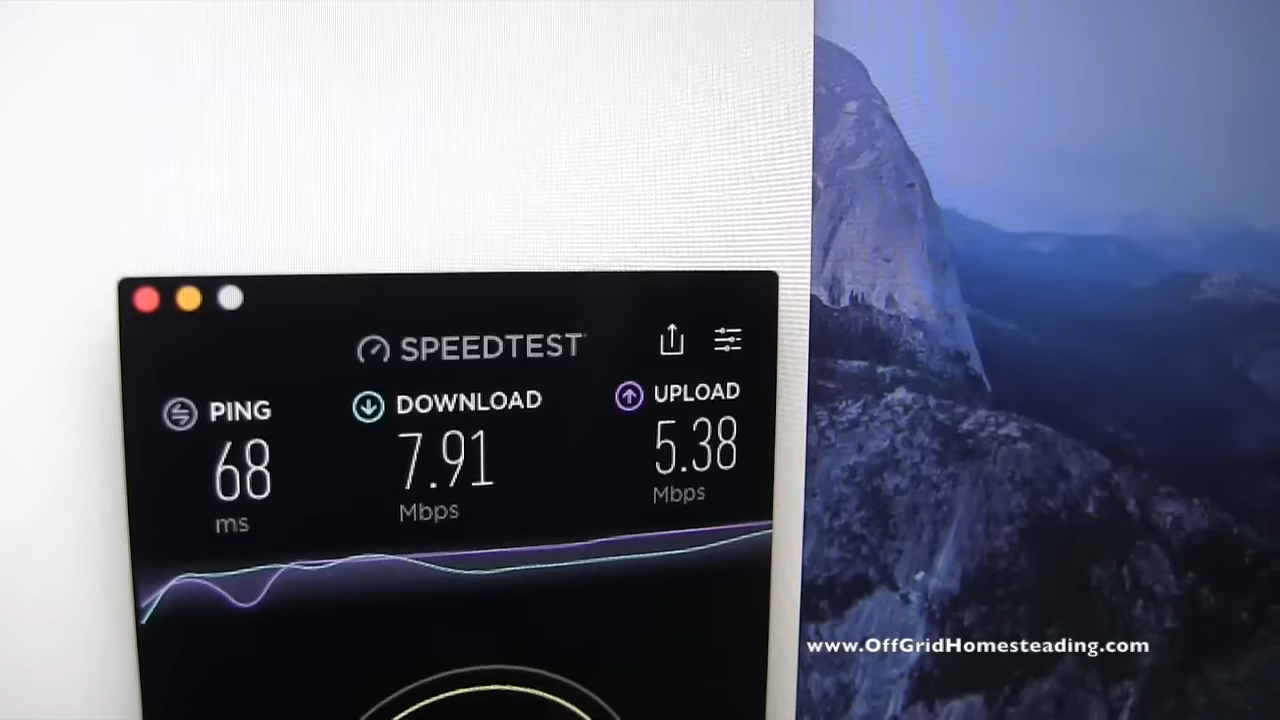 SPEEDTEST
PING
DOWNLOAD
UPLOAD
68
7.91
5.38
ms
Mbps
Mbps
www.OffGridHomesteading.com